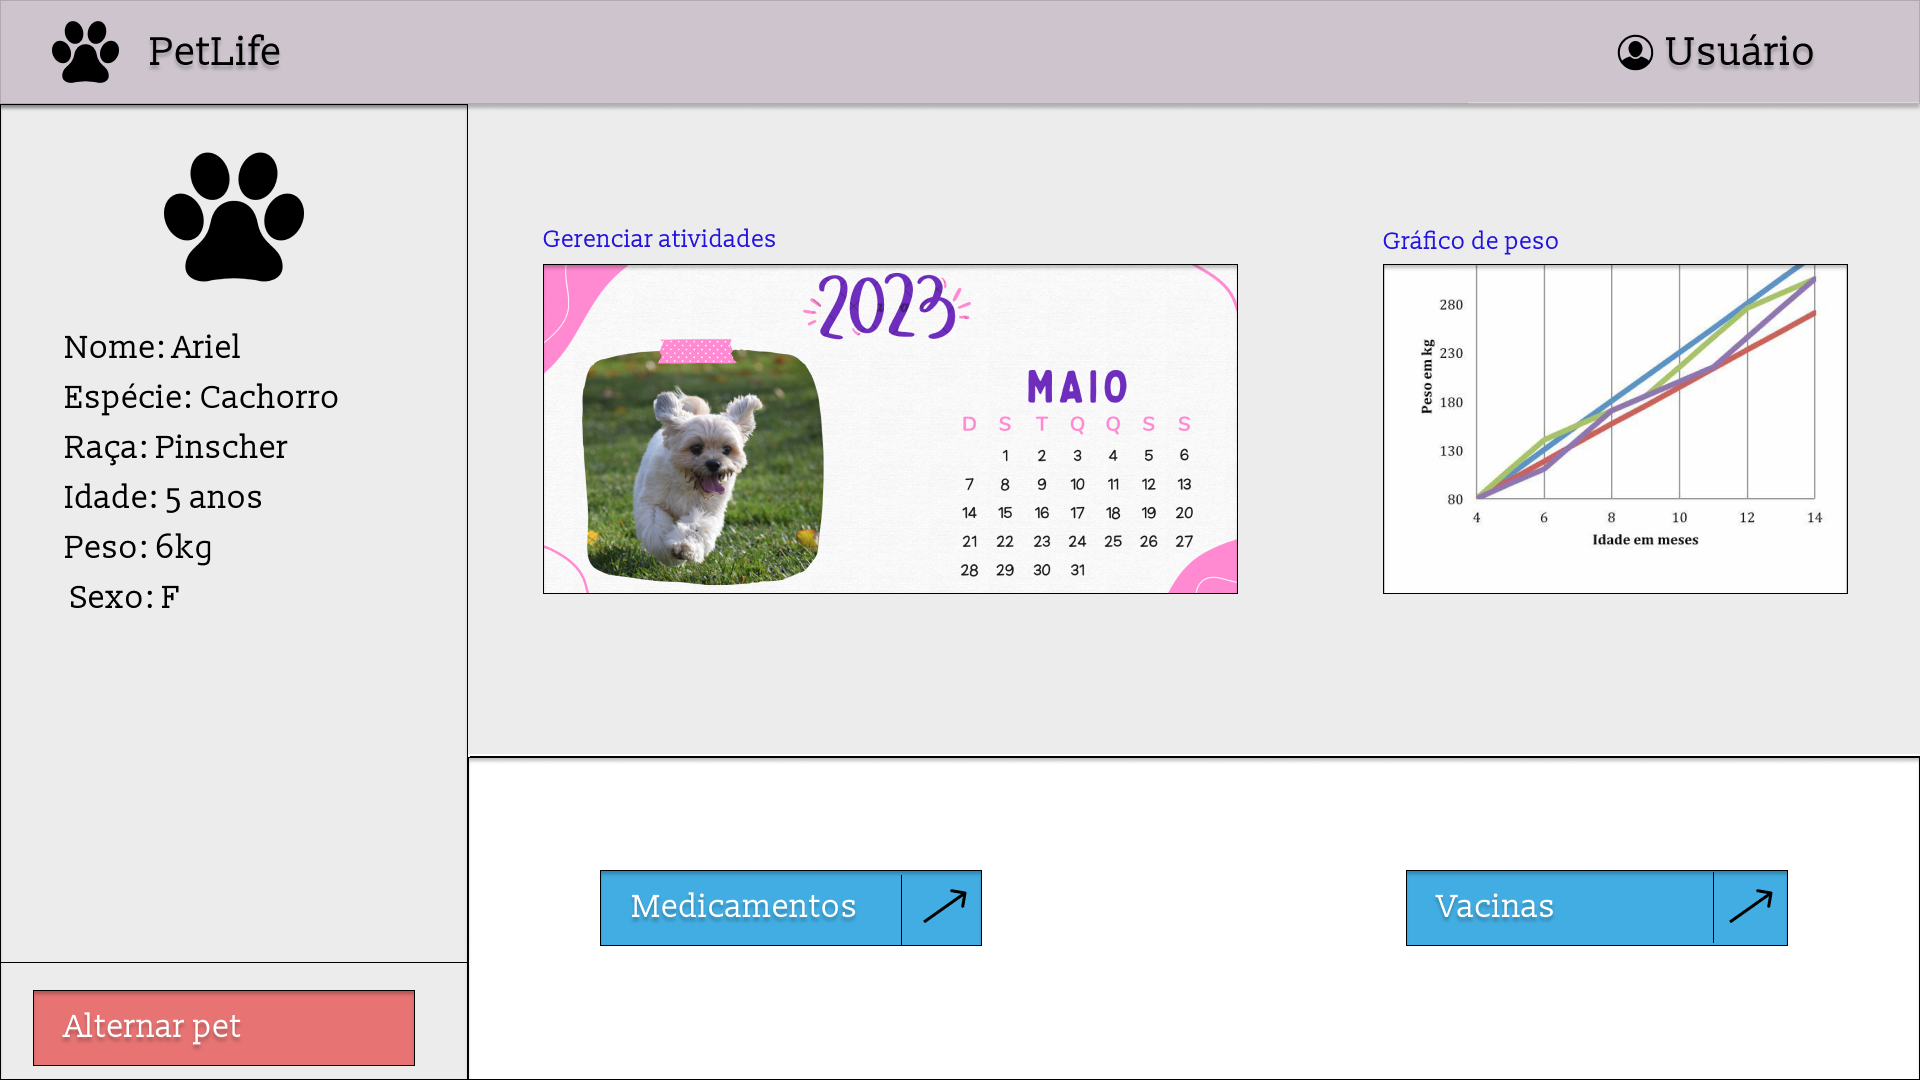 PetLife
Usuário
Nome: Ariel
Espécie: Cachorro
Raça: Pinscher
Idade: 5 anos
Peso: 6kg
Sexo: F
Alternar pet
Gerenciar atividades
2023
MAIO
D S T Q Q S S
1 2 3 4 5 6
7 8 9 10 11 12 13
14 15 16 17 18 19 20
21 22 23 24 25 26 27
28 29 30 31
Gráfico de peso
Peso em kg
280
230
180
130
80
4 6 8 10 12 14
Idade em meses
Medicamentos
Vacinas